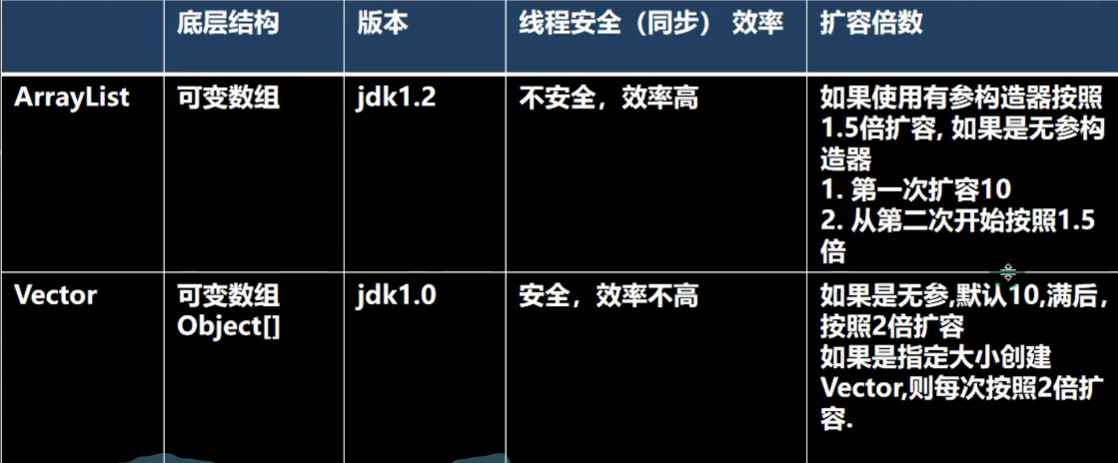 底层结构
版本
线程安全（同步） 效率
扩容倍数
ArrayList
可变数组
jdk1.2
不安全，效率高
如果使用有参构造器按照
1.5倍扩容, 如果是无参构
造器
1. 第一次扩容10
2. 从第二次开始按照1.5
倍
Vector
可变数组
Object[]
jdk1.0
安全，效率不高
如果是无参,默认10,满后，
按照2倍扩容
如果是指定大小创建
Vector,则每次按照2倍扩
容.